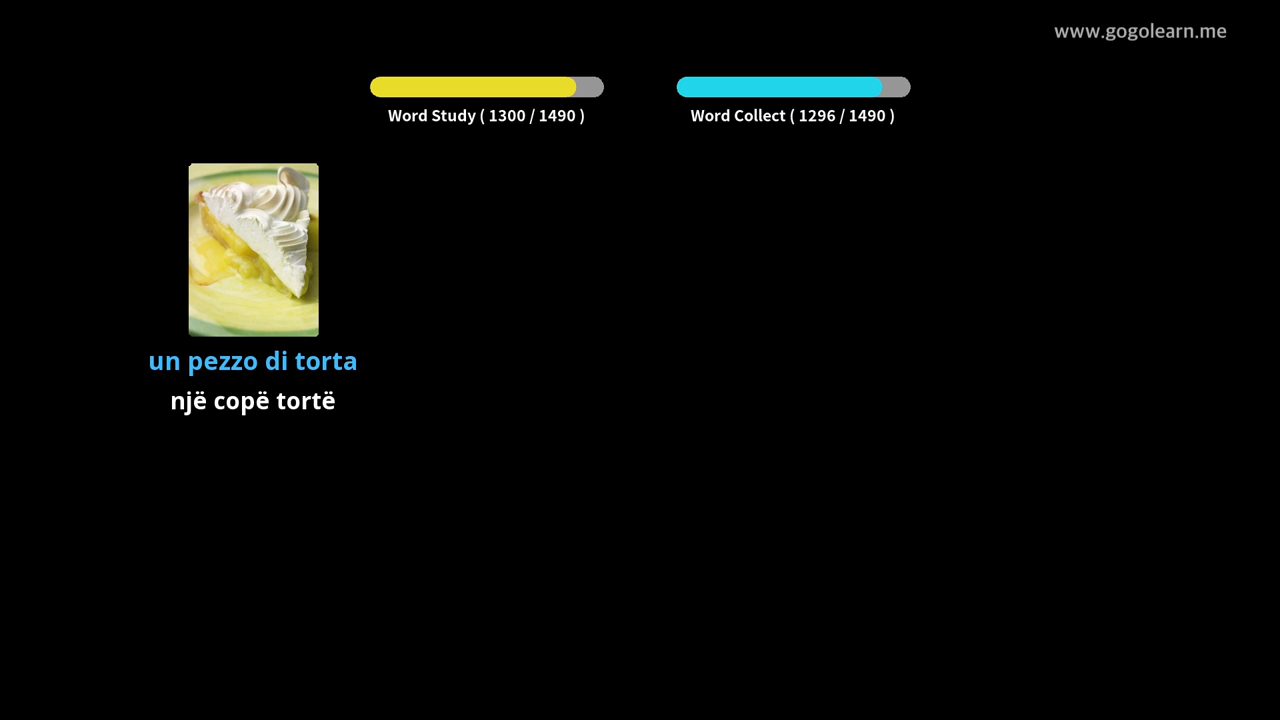 www.gogolearn.me
Word Study ( 1300 / 1490 )
Word Collect ( 1296 / 1490 )
un pezzo di torta
një copë tortë